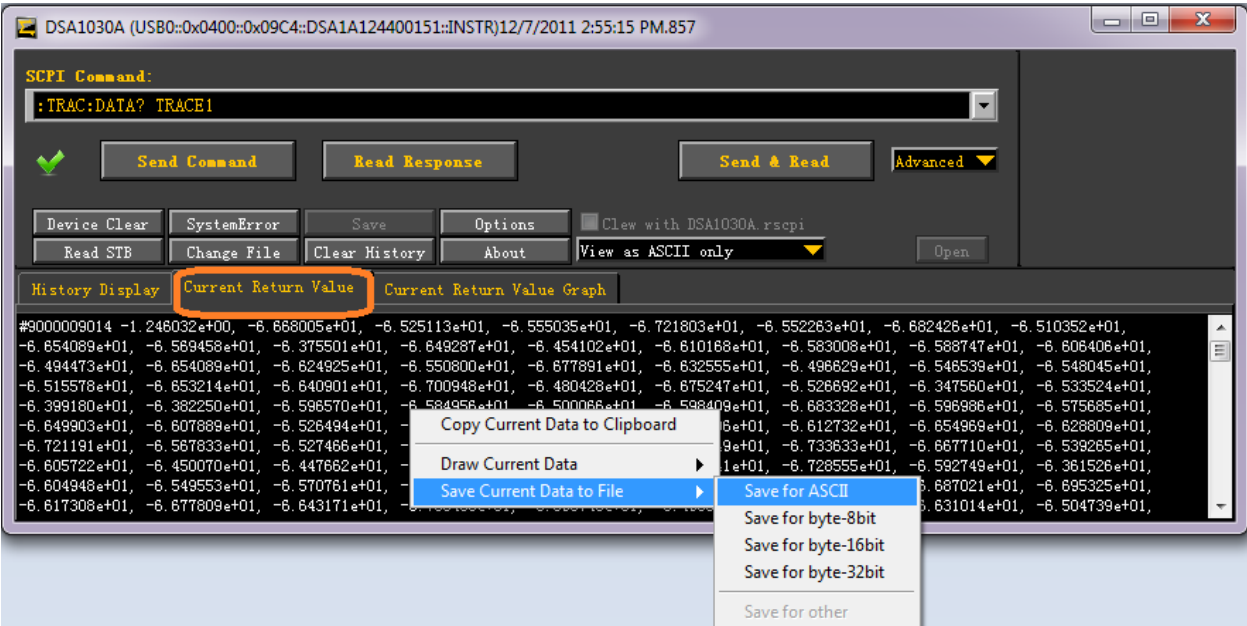 DSA1030A (USB0::0x0400::0x09C4::DSA1A124400151::INSTR)12/7/2011 2:55:15 PM.857
SCPI Command:
:TRAC:DATA? TRACE1
Send Command Read Response Send & Read Advanced
Device Clear SystemError Save Options Clew with DSA1030A.rscpi
Read STB Change File Clear History About View as ASCII only Open
History Display Current Return Value Current Return Value Graph
#9000009014 -1.246032e+00, -6.668005e+01, -6.525113e+01, -6.555035e+01, -6.721803e+01, -6.552263e+01, -6.682426e+01, -6.510352e+01,
-6.654089e+01, -6.569458e+01, -6.375501e+01, -6.649287e+01, -6.454102e+01, -6.610168e+01, -6.583008e+01, -6.588747e+01, -6.606406e+01,
-6.494473e+01, -6.654089e+01, -6.624925e+01, -6.550800e+01, -6.677891e+01, -6.632555e+01, -6.496629e+01, -6.546539e+01, -6.548045e+01,
-6.515578e+01, -6.653214e+01, -6.640901e+01, -6.700948e+01, -6.480428e+01, -6.675247e+01, -6.526692e+01, -6.347560e+01, -6.533524e+01,
-6.399180e+01, -6.382250e+01, -6.596570e+01, -6.584956e+01, -6.500066e+01, -6.598409e+01, -6.683328e+01, -6.596986e+01, -6.575685e+01,
-6.649903e+01, -6.607889e+01, -6.526494e+01, 6e+01, -6.612732e+01, -6.654969e+01, -6.628809e+01,
-6.721191e+01, -6.567833e+01, -6.527466e+01, 9e+01, -6.733633e+01, -6.667710e+01, -6.539265e+01,
-6.605722e+01, -6.450070e+01, -6.447662e+01, 1e+01, -6.728555e+01, -6.592749e+01, -6.361526e+01,
-6.604948e+01, -6.549553e+01, -6.570761e+01, 6.687021e+01, -6.695325e+01,
-6.617308e+01, -6.677809e+01, -6.643171e+01, 6.631014e+01, -6.504739e+01,
Copy Current Data to Clipboard
Draw Current Data
Save Current Data to File
Save for ASCII
Save for byte-8bit
Save for byte-16bit
Save for byte-32bit
Save for other